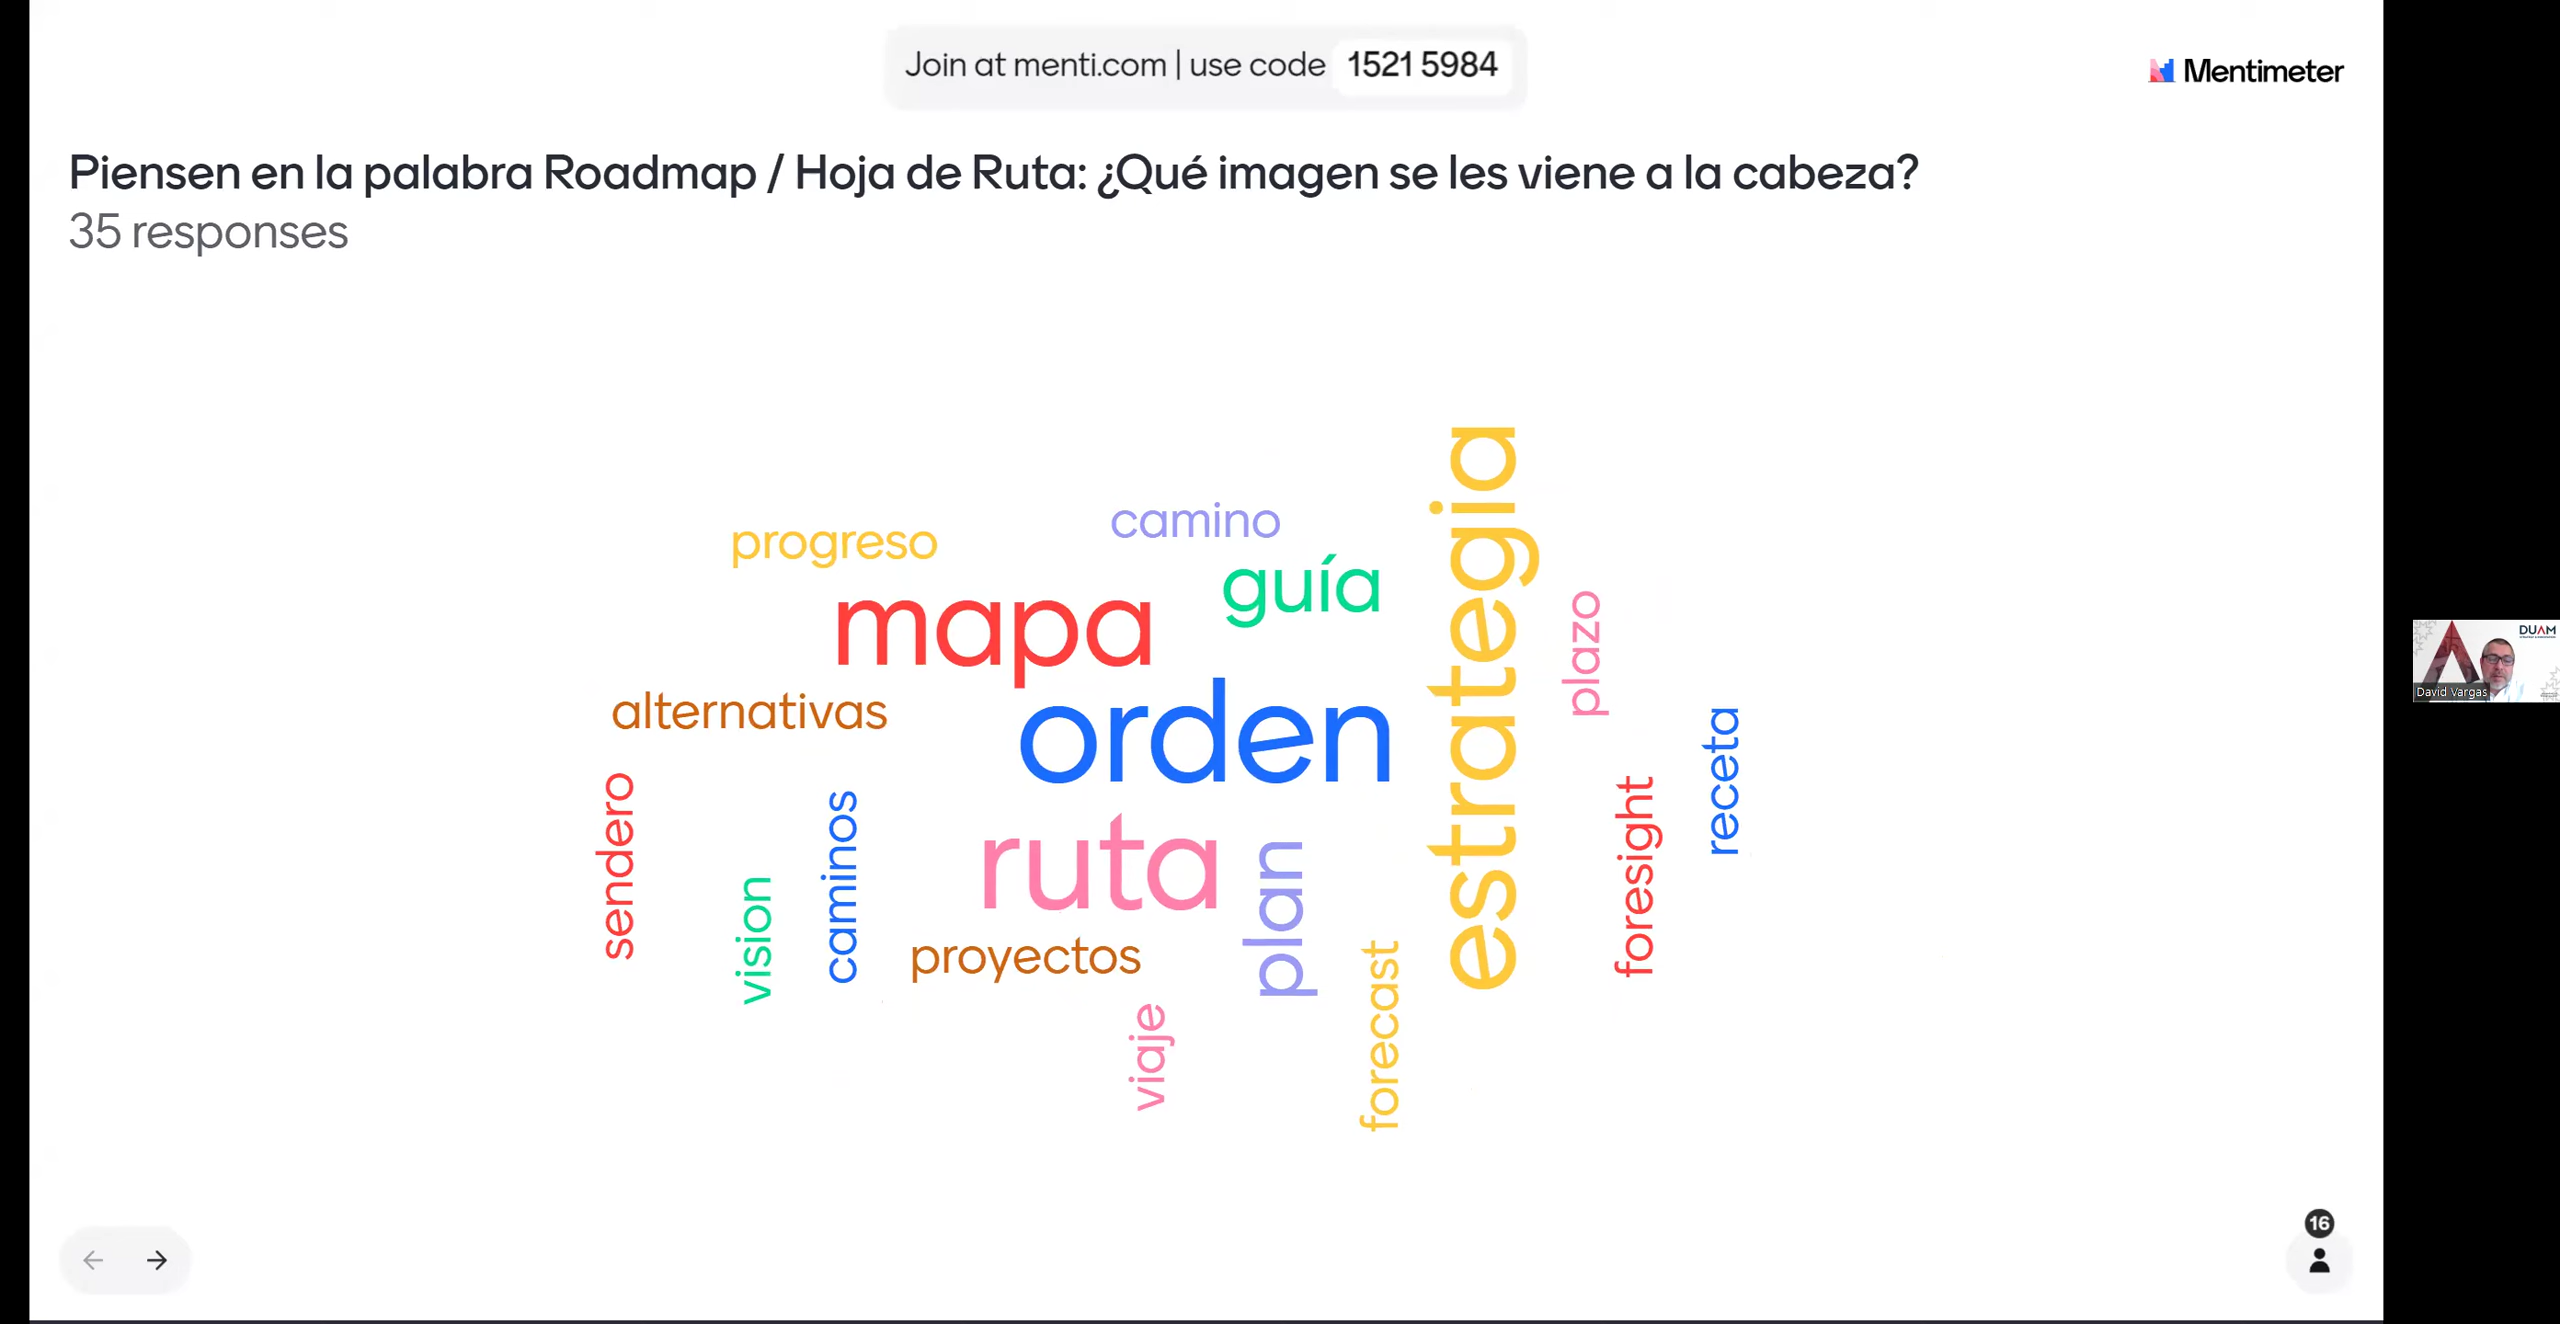 Join at menti.com | use code 1521 5984
Mentimeter
Piensen en la palabra Roadmap / Hoja de Ruta: ¿Qué imagen se les viene a la cabeza?
35 responses
estrategia
camino
progreso
guía
mapa
plazo
alternativas
orden
receta
sendero
caminos
foresight
ruta
plan
vision
proyectos
forecast
viaje
DUAM
David Vargas
16